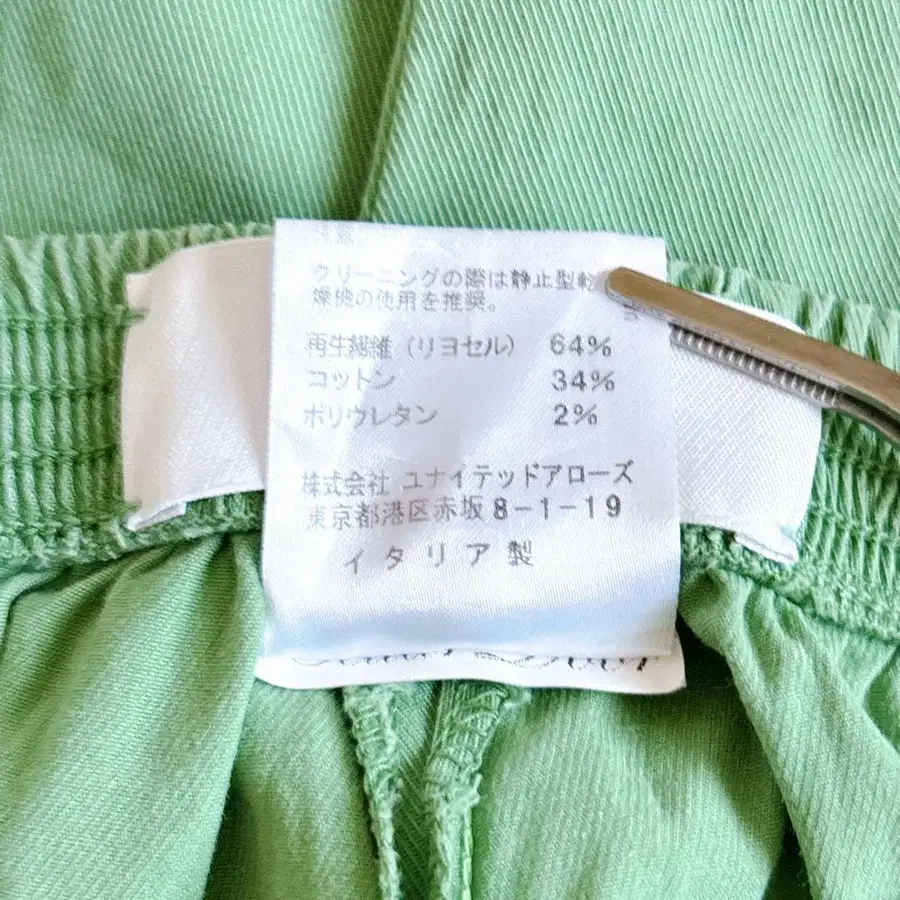 クリーニングの際は静止型転
燥機の使用を推奨。
再生繊維(リヨセル) 64%
コットン 34%
ポリウレタン 2%
株式会社 ユナイテッドアローズ
東京都港区赤坂8-1-19
イタリア製